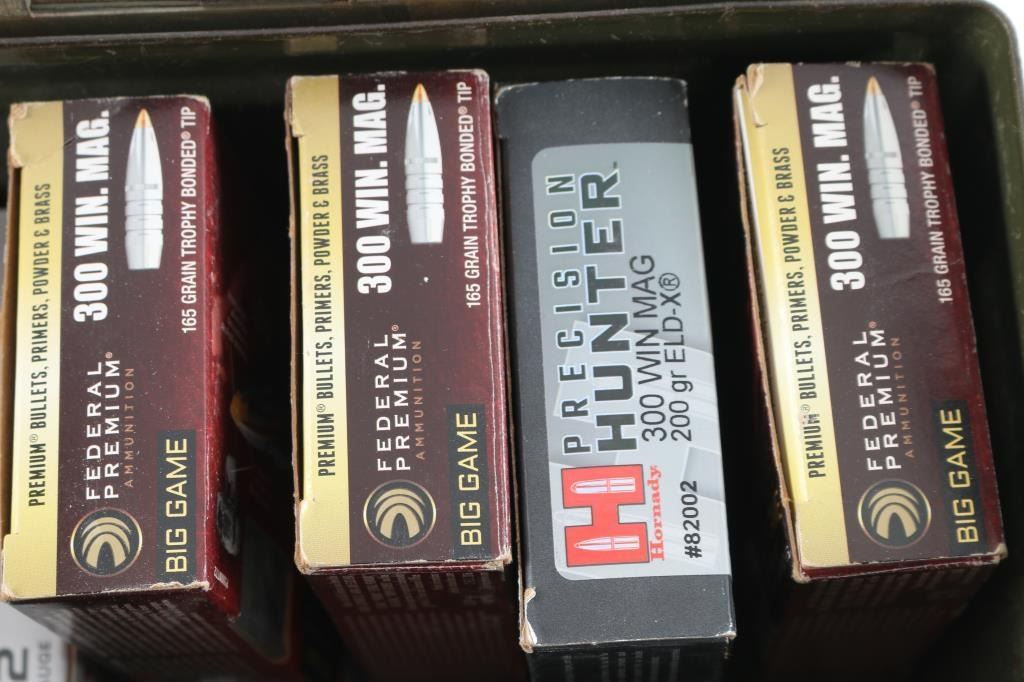 PREMIUM® BULLETS, PRIMERS, POWDER & BRASS
300 WIN. MAG.
165 GRAIN TROPHY BONDED® TIP
FEDERAL
PREMIUM®
AMMUNITION
BIG GAME
PREMIUM® BULLETS, PRIMERS, POWDER & BRASS
300 WIN. MAG.
165 GRAIN TROPHY BONDED® TIP
FEDERAL
PREMIUM®
AMMUNITION
BIG GAME
PRECISION
HUNTER™
300 WIN MAG
200 gr ELD-X®
H
Hornady®
#82002
PREMIUM® BULLETS, PRIMERS, POWDER & BRASS
300 WIN. MAG.
165 GRAIN TROPHY BONDED® TIP
FEDERAL
PREMIUM®
AMMUNITION
BIG GAME
2